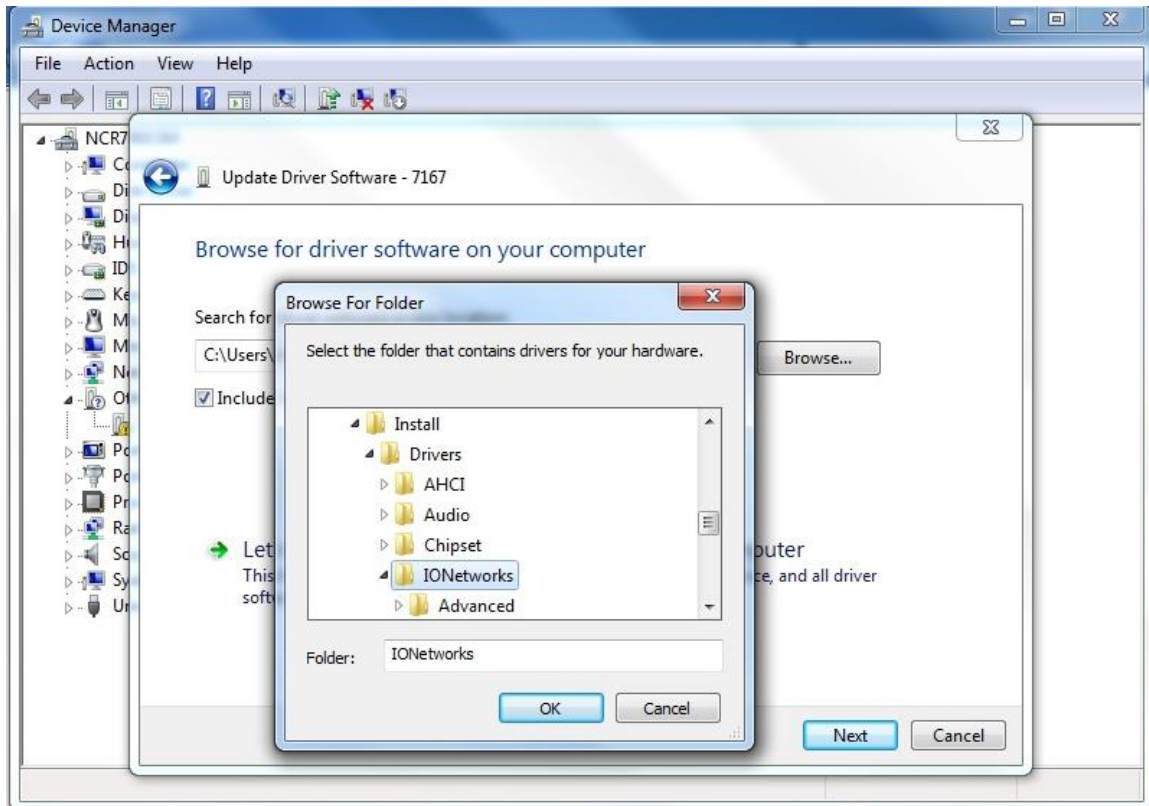 Device Manager
File Action View Help
NCR7
Update Driver Software - 7167
Browse for driver software on your computer
Browse For Folder
Search for
Select the folder that contains drivers for your hardware.
C:\Users\
Browse...
Include
Install
Drivers
AHCI
Audio
Chipset
IONetworks
Advanced
Let
This
ce, and all driver
soft
Folder: IONetworks
OK Cancel
Next Cancel